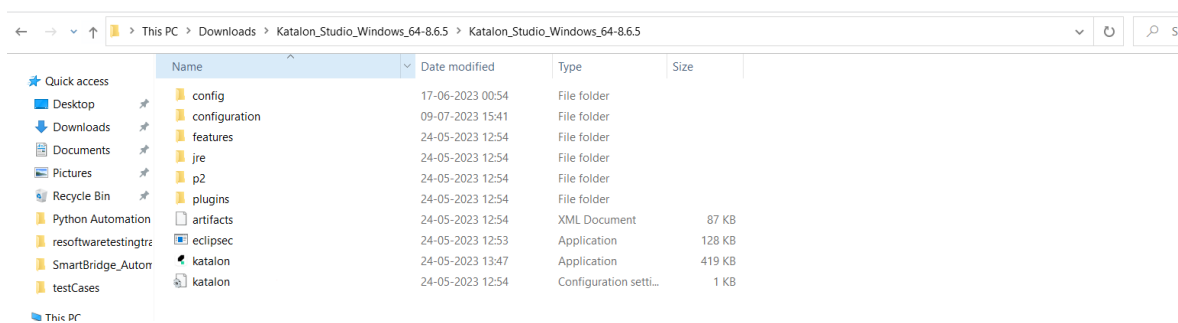 This PC > Downloads > Katalon_Studio_Windows_64-8.6.5 > Katalon_Studio_Windows_64-8.6.5 S
Name Date modified Type Size
Quick access
Desktop
Downloads
Documents
Pictures
Recycle Bin
Python Automation
resoftwaretestingtra
SmartBridge_Autom
testCases
This PC
config 17-06-2023 00:54 File folder
configuration 09-07-2023 15:41 File folder
features 24-05-2023 12:54 File folder
jre 24-05-2023 12:54 File folder
p2 24-05-2023 12:54 File folder
plugins 24-05-2023 12:54 File folder
artifacts 24-05-2023 12:54 XML Document 87 KB
eclipsec 24-05-2023 12:53 Application 128 KB
katalon 24-05-2023 13:47 Application 419 KB
katalon 24-05-2023 12:54 Configuration setti... 1 KB